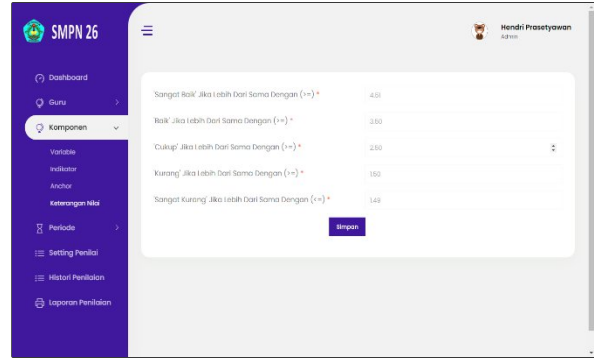 SMPN 26
Hendri Prasetyawan
Admin
Dashboard
Guru
Komponen
Variable
Indikator
Anchor
Keterangan Nilai
Periode
Setting Penilai
Histori Penilaian
Laporan Penilaian
Sangat Baik' Jika Lebih Dari Sama Dengan (>=) *
Baik' Jika Lebih Dari Sama Dengan (>=) *
3.50
'Cukup' Jika Lebih Dari Sama Dengan (>=) *
2.50
Kurang' Jika Lebih Dari Sama Dengan (>=) *
1.50
Sangat Kurang' Jika Lebih Dari Sama Dengan (<=) *
1.49
Simpan